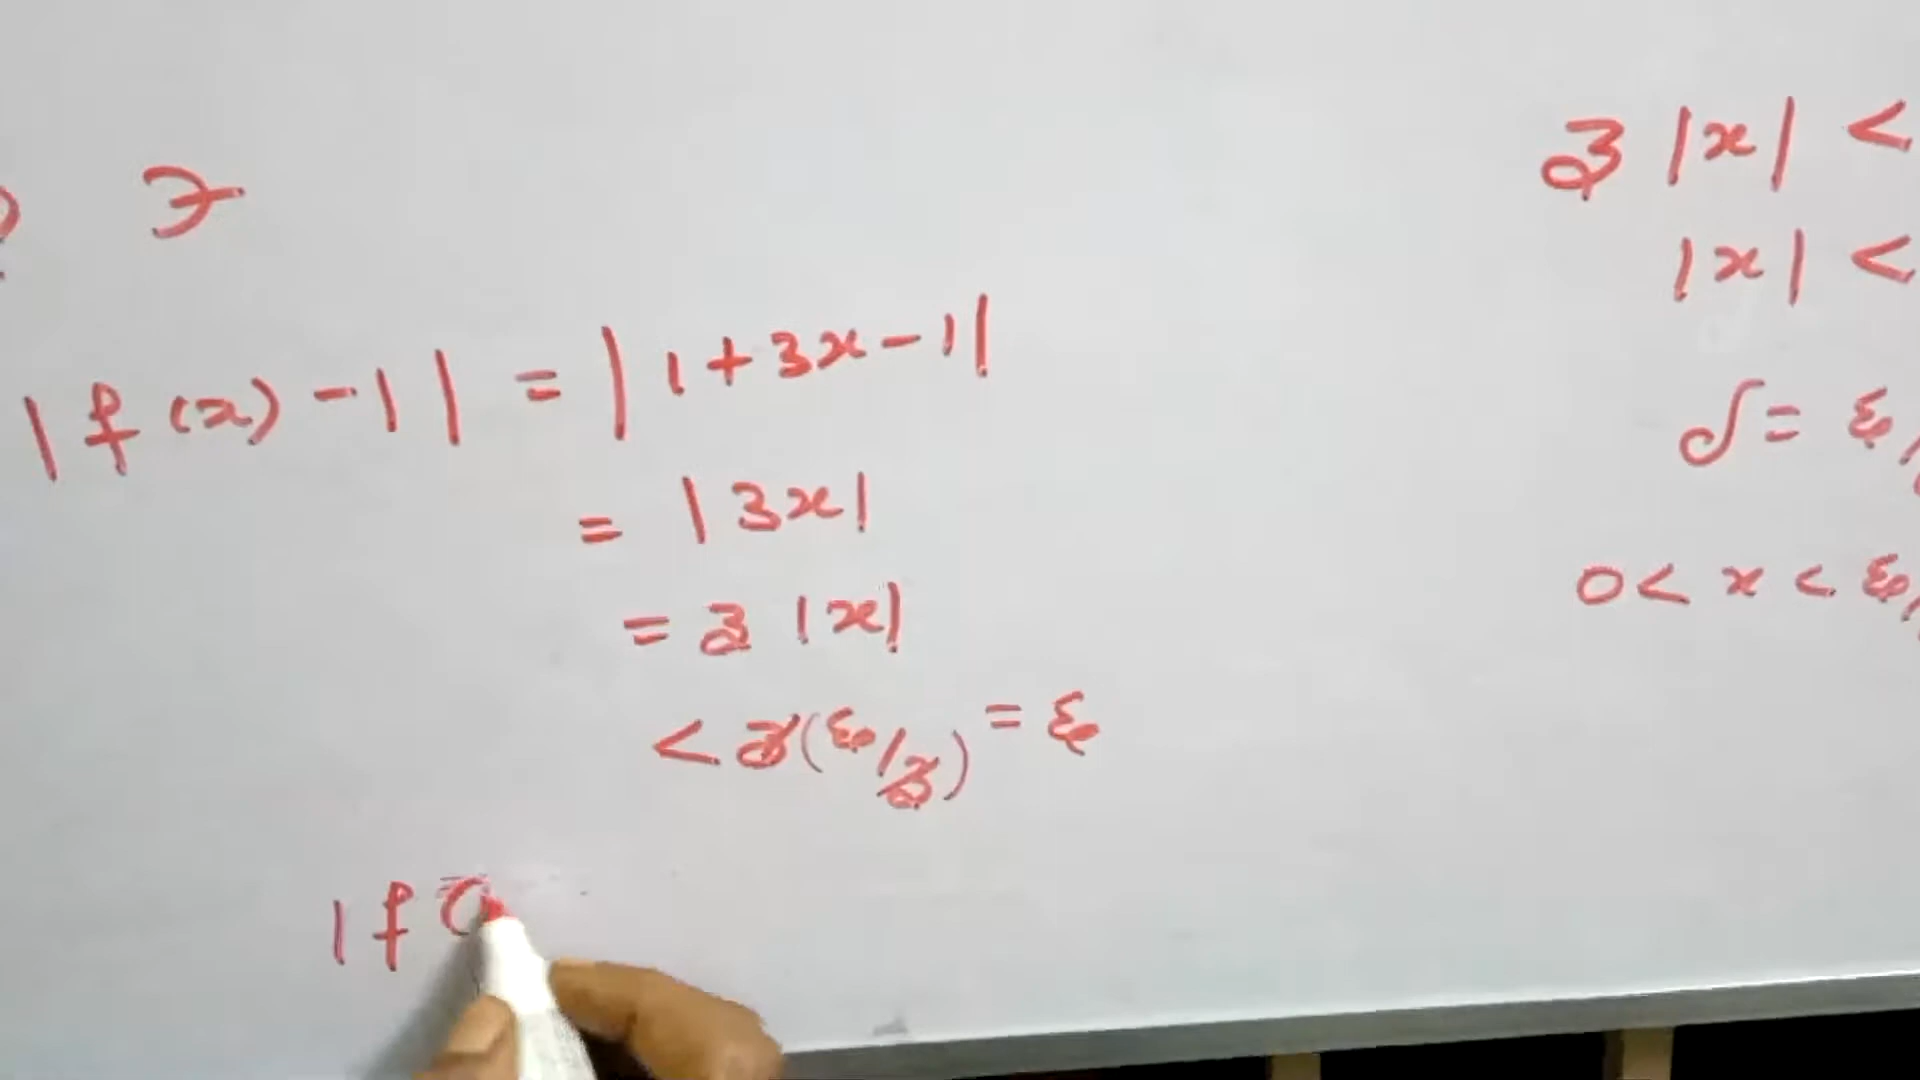 |f(x) - 1| = |1 + 3x - 1|
= |3x|
= 3 |x|
< 3(ε/3) = ε
|f(
3 |x| <
|x| <
δ = ε/
0 < x < ε/